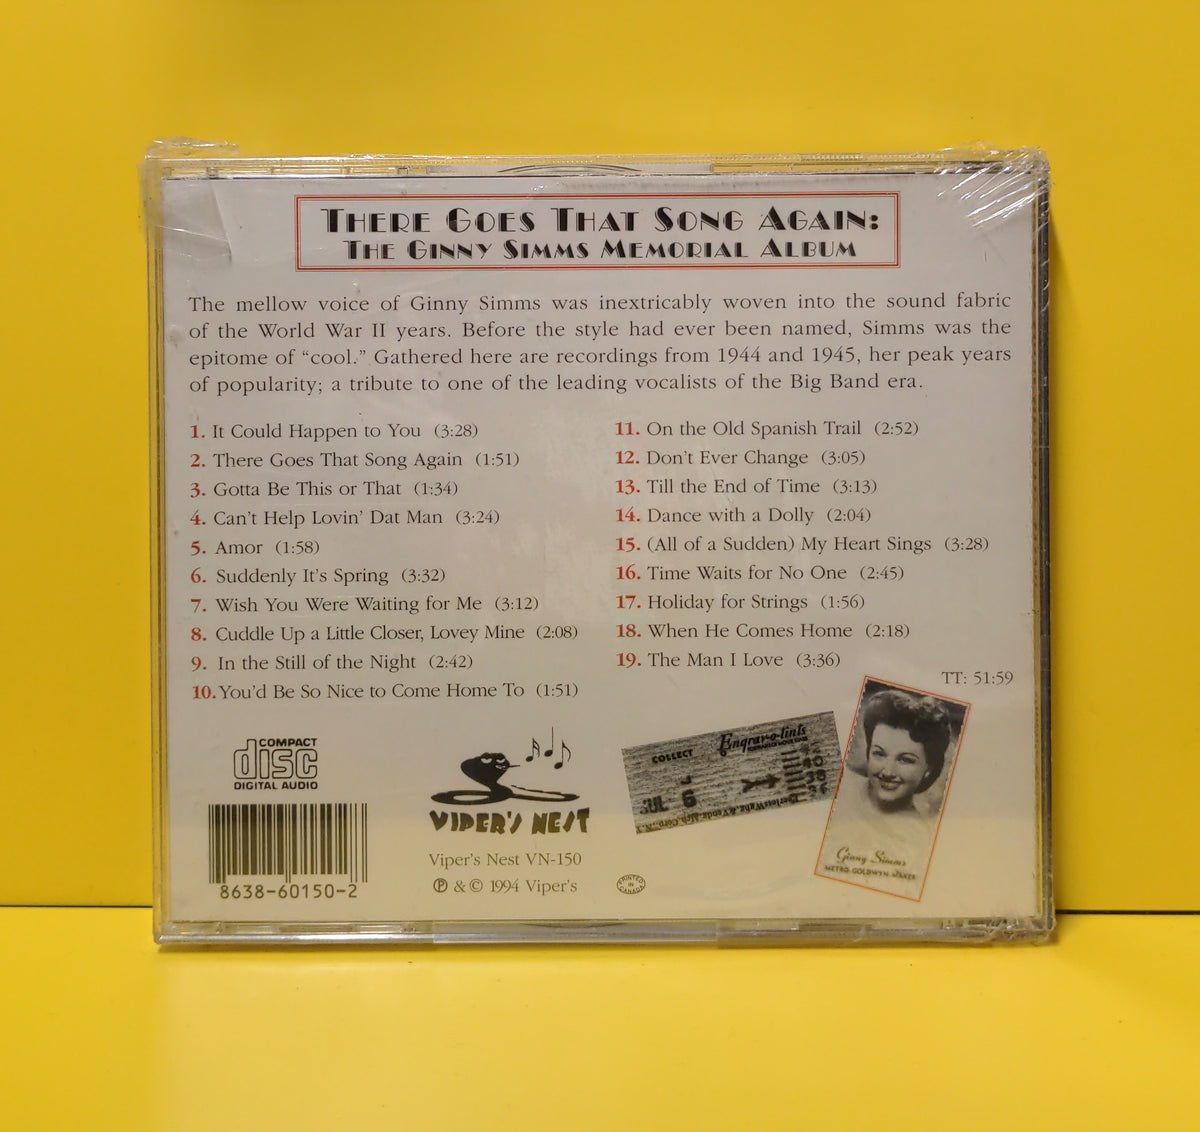 THERE GOES THAT SONG AGAIN:
THE GINNY SIMMS MEMORIAL ALBUM
The mellow voice of Ginny Simms was inextricably woven into the sound fabric
of the World War II years. Before the style had ever been named, Simms was the
epitome of “cool.” Gathered here are recordings from 1944 and 1945, her peak years
of popularity; a tribute to one of the leading vocalists of the Big Band era.
1. It Could Happen to You (3:28)
2. There Goes That Song Again (1:51)
3. Gotta Be This or That (1:34)
4. Can't Help Lovin' Dat Man (3:24)
5. Amor (1:58)
6. Suddenly It's Spring (3:32)
7. Wish You Were Waiting for Me (3:12)
8. Cuddle Up a Little Closer, Lovey Mine (2:08)
9. In the Still of the Night (2:42)
10. You'd Be So Nice to Come Home To (1:51)
11. On the Old Spanish Trail (2:52)
12. Don't Ever Change (3:05)
13. Till the End of Time (3:13)
14. Dance with a Dolly (2:04)
15. (All of a Sudden) My Heart Sings (3:28)
16. Time Waits for No One (2:45)
17. Holiday for Strings (1:56)
18. When He Comes Home (2:18)
19. The Man I Love (3:36)
TT: 51:59
COMPACT
disc
DIGITAL AUDIO
8638-60150-2
VIPER'S NEST
Viper's Nest VN-150
℗ & © 1994 Viper's
PRINTED
IN
CANADA
COLLECT
Engrav-o-tints
JUL 6
40
38
Ginny Simms
METRO-GOLDWYN-MAYER